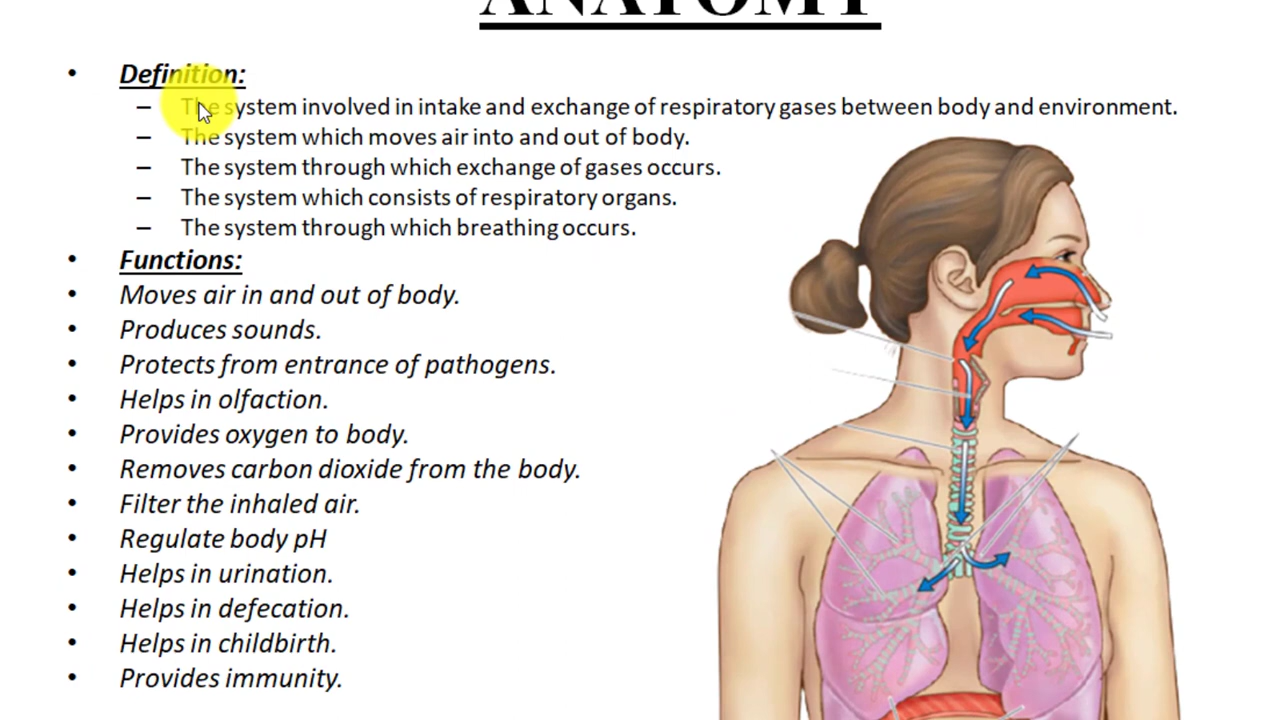 ANATOMY
• Definition:
– The system involved in intake and exchange of respiratory gases between body and environment.
– The system which moves air into and out of body.
– The system through which exchange of gases occurs.
– The system which consists of respiratory organs.
– The system through which breathing occurs.
• Functions:
• Moves air in and out of body.
• Produces sounds.
• Protects from entrance of pathogens.
• Helps in olfaction.
• Provides oxygen to body.
• Removes carbon dioxide from the body.
• Filter the inhaled air.
• Regulate body pH
• Helps in urination.
• Helps in defecation.
• Helps in childbirth.
• Provides immunity.